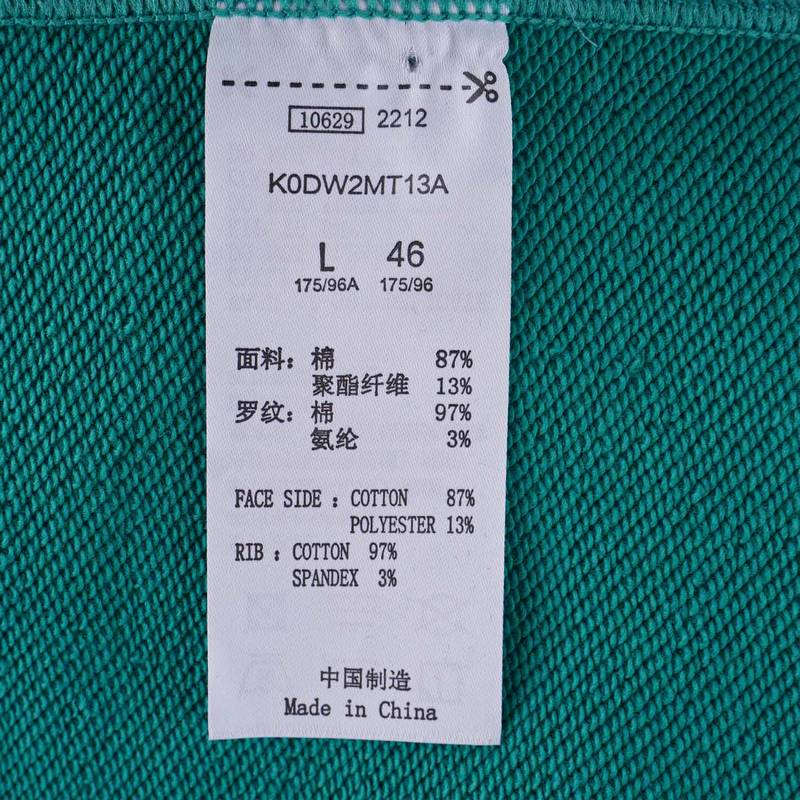 10629 2212
K0DW2MT13A
L 46
175/96A 175/96
面料：棉 87%
聚酯纤维 13%
罗纹：棉 97%
氨纶 3%
FACE SIDE : COTTON 87%
POLYESTER 13%
RIB : COTTON 97%
SPANDEX 3%
中国制造
Made in China